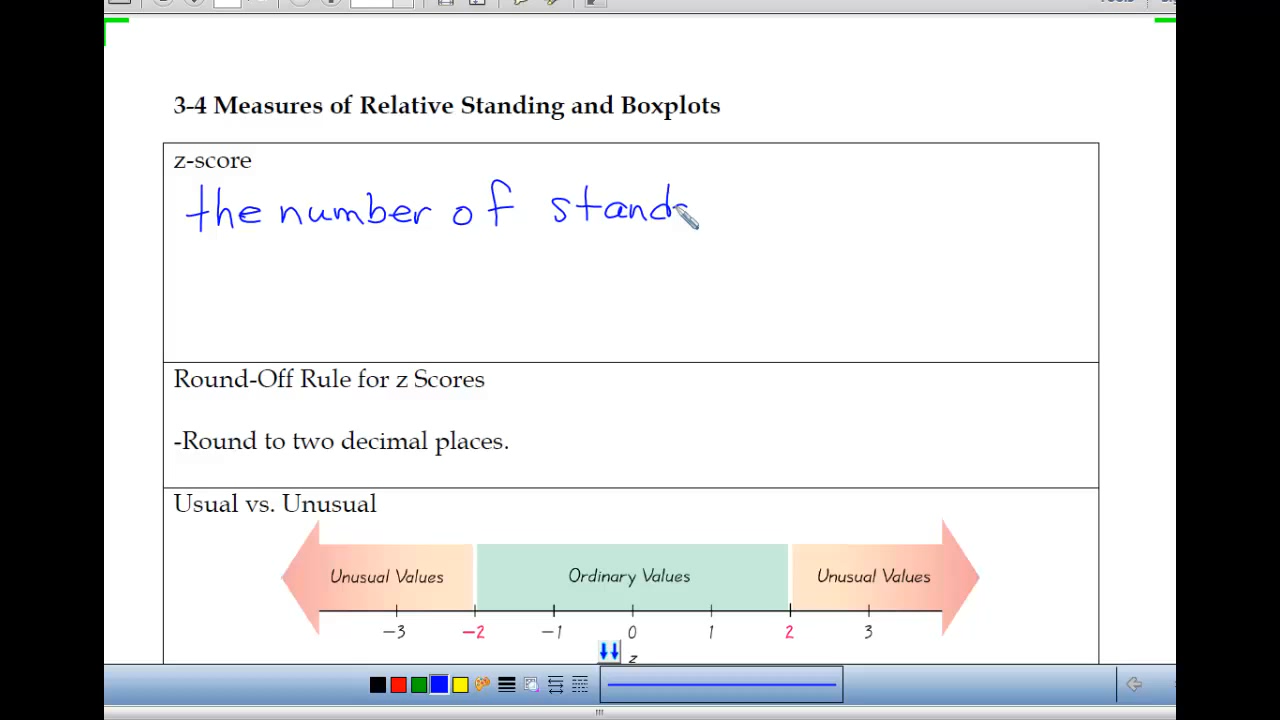 3-4 Measures of Relative Standing and Boxplots
z-score
the number of stand
Round-Off Rule for z Scores
-Round to two decimal places.
Usual vs. Unusual
Unusual Values Ordinary Values Unusual Values
−3 −2 −1 0 1 2 3
z